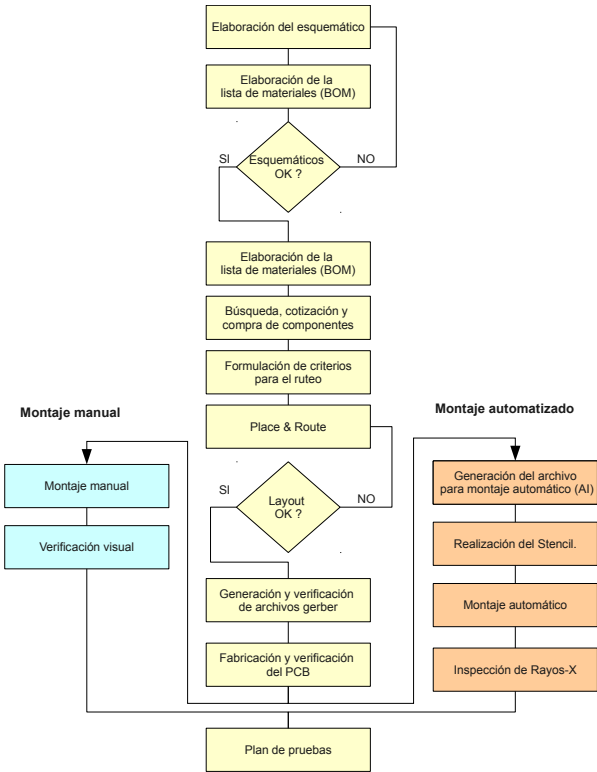 Elaboración del esquemático
Elaboración de la
lista de materiales (BOM)
SI
Esquemáticos
OK ?
NO
Elaboración de la
lista de materiales (BOM)
Búsqueda, cotización y
compra de componentes
Formulación de criterios
para el ruteo
Place & Route
SI
Layout
OK ?
NO
Generación y verificación
de archivos gerber
Fabricación y verificación
del PCB
Montaje manual
Montaje manual
Verificación visual
Montaje automatizado
Generación del archivo
para montaje automático (AI)
Realización del Stencil.
Montaje automático
Inspección de Rayos-X
Plan de pruebas